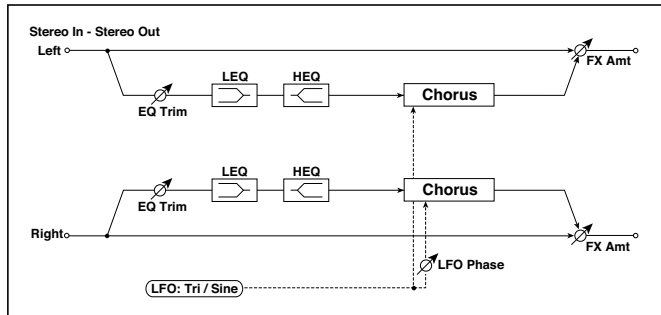 Stereo In - Stereo Out
Left
FX Amt
LEQ
HEQ
EQ Trim
Chorus
LEQ
HEQ
EQ Trim
Chorus
Right
FX Amt
LFO Phase
LFO: Tri / Sine